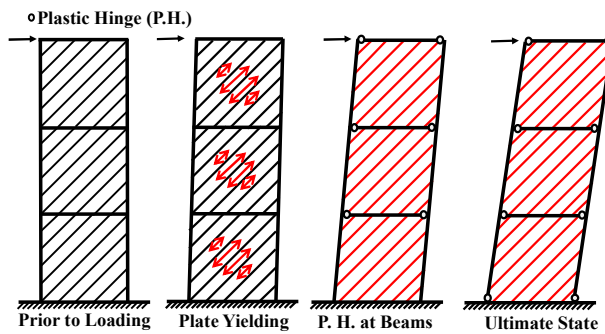 Plastic Hinge (P.H.)
Prior to Loading
Plate Yielding
P. H. at Beams
Ultimate State